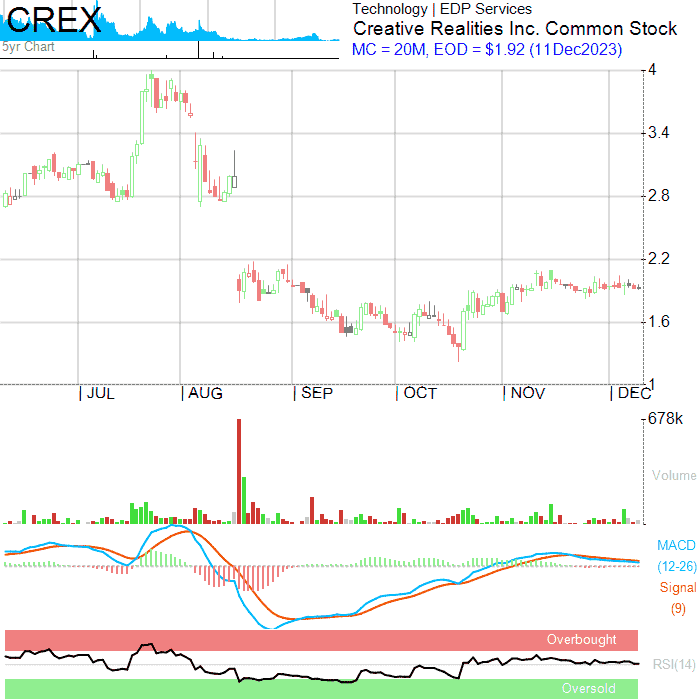 CREX
5yr Chart
Technology | EDP Services
Creative Realities Inc. Common Stock
MC = 20M, EOD = $1.92 (11Dec2023)
4
3.4
2.8
2.2
1.6
1
JUL
AUG
SEP
OCT
NOV
DEC
678k
Volume
MACD
(12-26)
Signal
(9)
Overbought
RSI(14)
Oversold